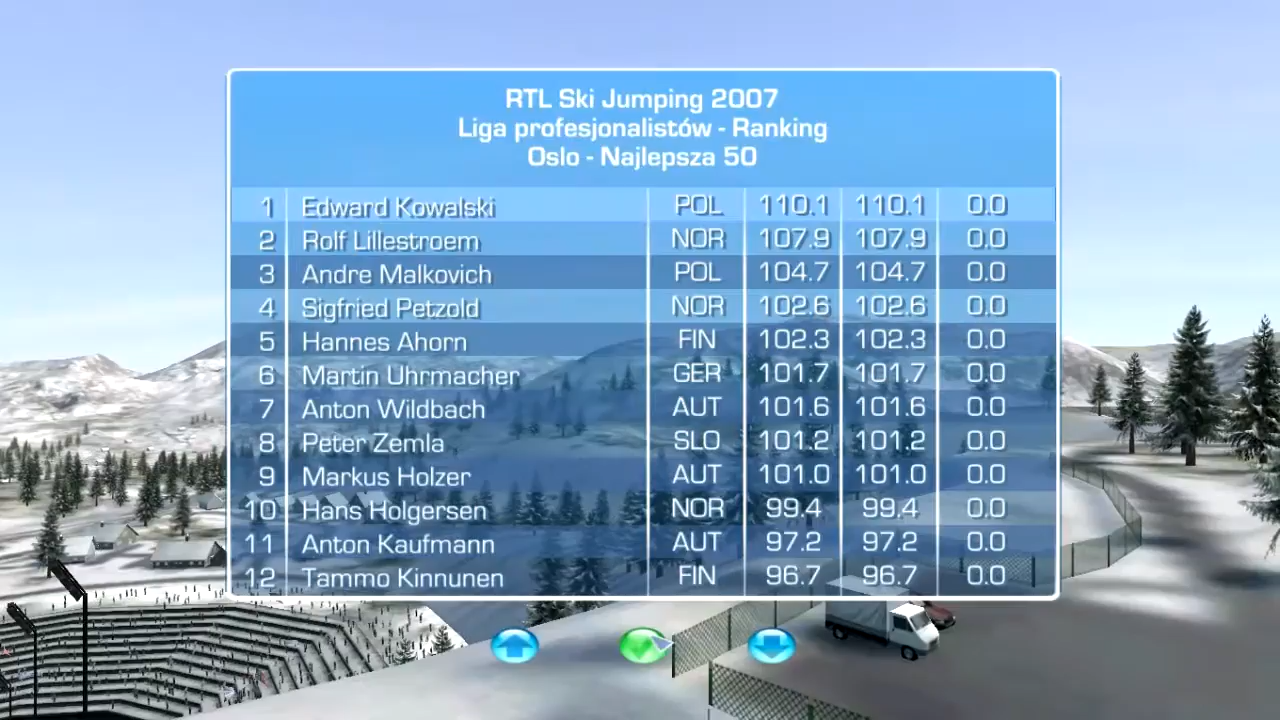 RTL Ski Jumping 2007
Liga profesjonalistów - Ranking
Oslo - Najlepsza 50
1 Edward Kowalski POL 110.1 110.1 0.0
2 Rolf Lillestroem NOR 107.9 107.9 0.0
3 Andre Malkovich POL 104.7 104.7 0.0
4 Sigfried Petzold NOR 102.6 102.6 0.0
5 Hannes Ahorn FIN 102.3 102.3 0.0
6 Martin Uhrmacher GER 101.7 101.7 0.0
7 Anton Wildbach AUT 101.6 101.6 0.0
8 Peter Zemla SLO 101.2 101.2 0.0
9 Markus Holzer AUT 101.0 101.0 0.0
10 Hans Holgersen NOR 99.4 99.4 0.0
11 Anton Kaufmann AUT 97.2 97.2 0.0
12 Tammo Kinnunen FIN 96.7 96.7 0.0